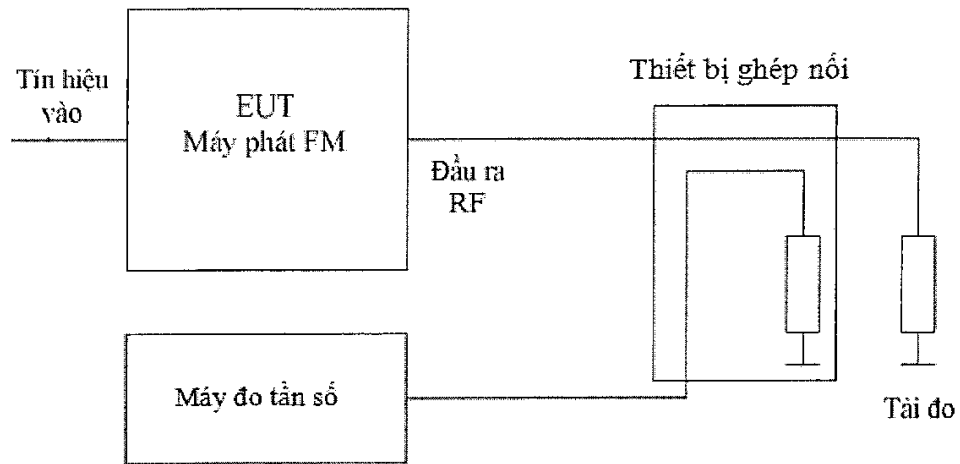 Tín hiệu
vào
EUT
Máy phát FM
Đầu ra
RF
Thiết bị ghép nối
Máy đo tần số
Tải đo